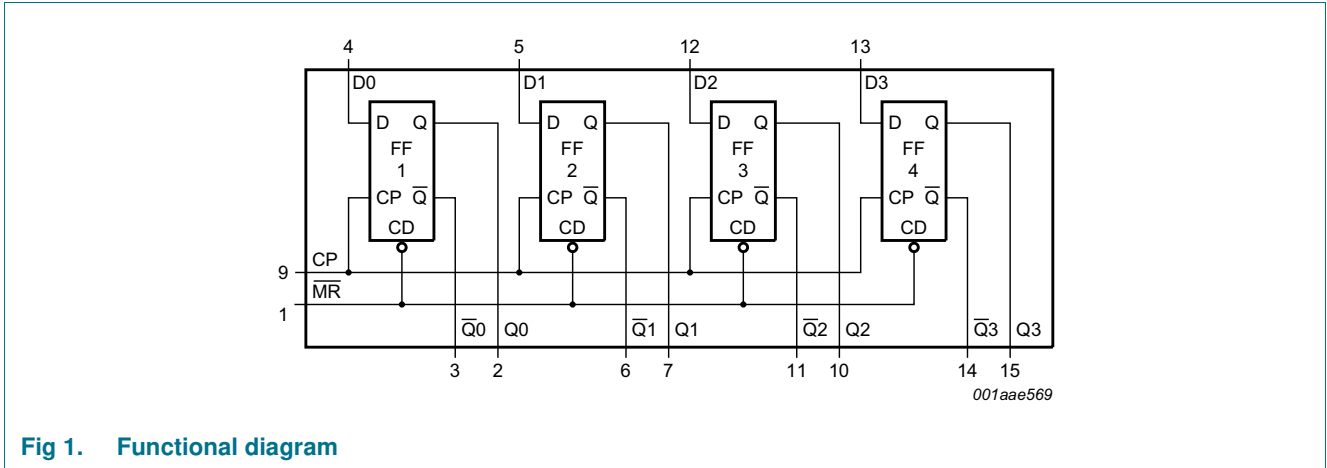 4 5 12 13
D0 D1 D2 D3
D Q D Q D Q D Q
FF FF FF FF
1 2 3 4
CP Q̅ CP Q̅ CP Q̅ CP Q̅
CD CD CD CD
9 CP
1 M̅R̅
Q̅0 Q0 Q̅1 Q1 Q̅2 Q2 Q̅3 Q3
3 2 6 7 11 10 14 15
001aae569
Fig 1. Functional diagram